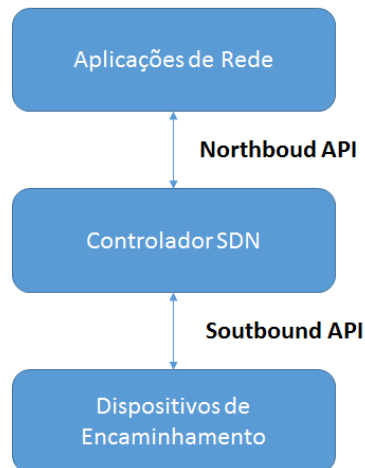 Aplicações de Rede
Northboud API
Controlador SDN
Soutbound API
Dispositivos de
Encaminhamento